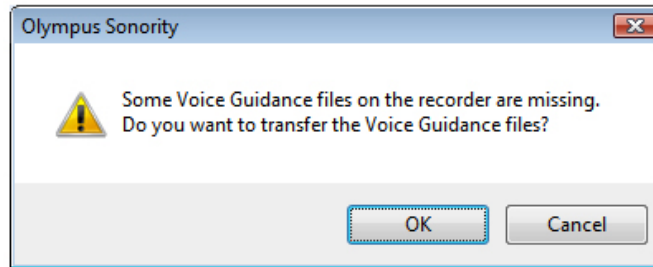 Olympus Sonority
Some Voice Guidance files on the recorder are missing.
Do you want to transfer the Voice Guidance files?
OK
Cancel